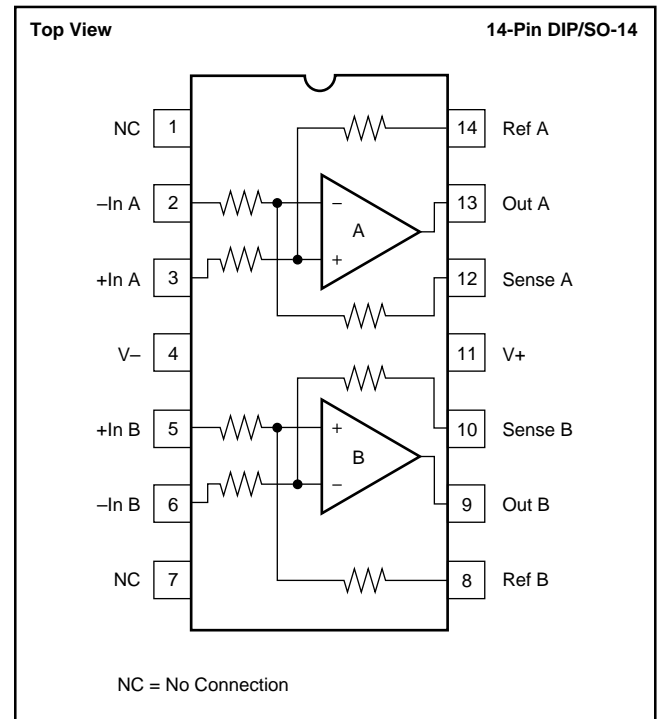 Top View 14-Pin DIP/SO-14
NC 1 14 Ref A
–In A 2 – 13 Out A
A
+In A 3 + 12 Sense A
V– 4 11 V+
+In B 5 + 10 Sense B
B
–In B 6 – 9 Out B
NC 7 8 Ref B
NC = No Connection